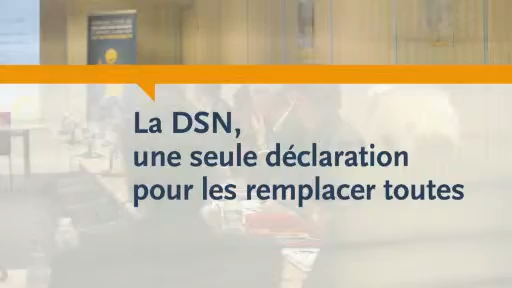 La DSN,
une seule déclaration
pour les remplacer toutes